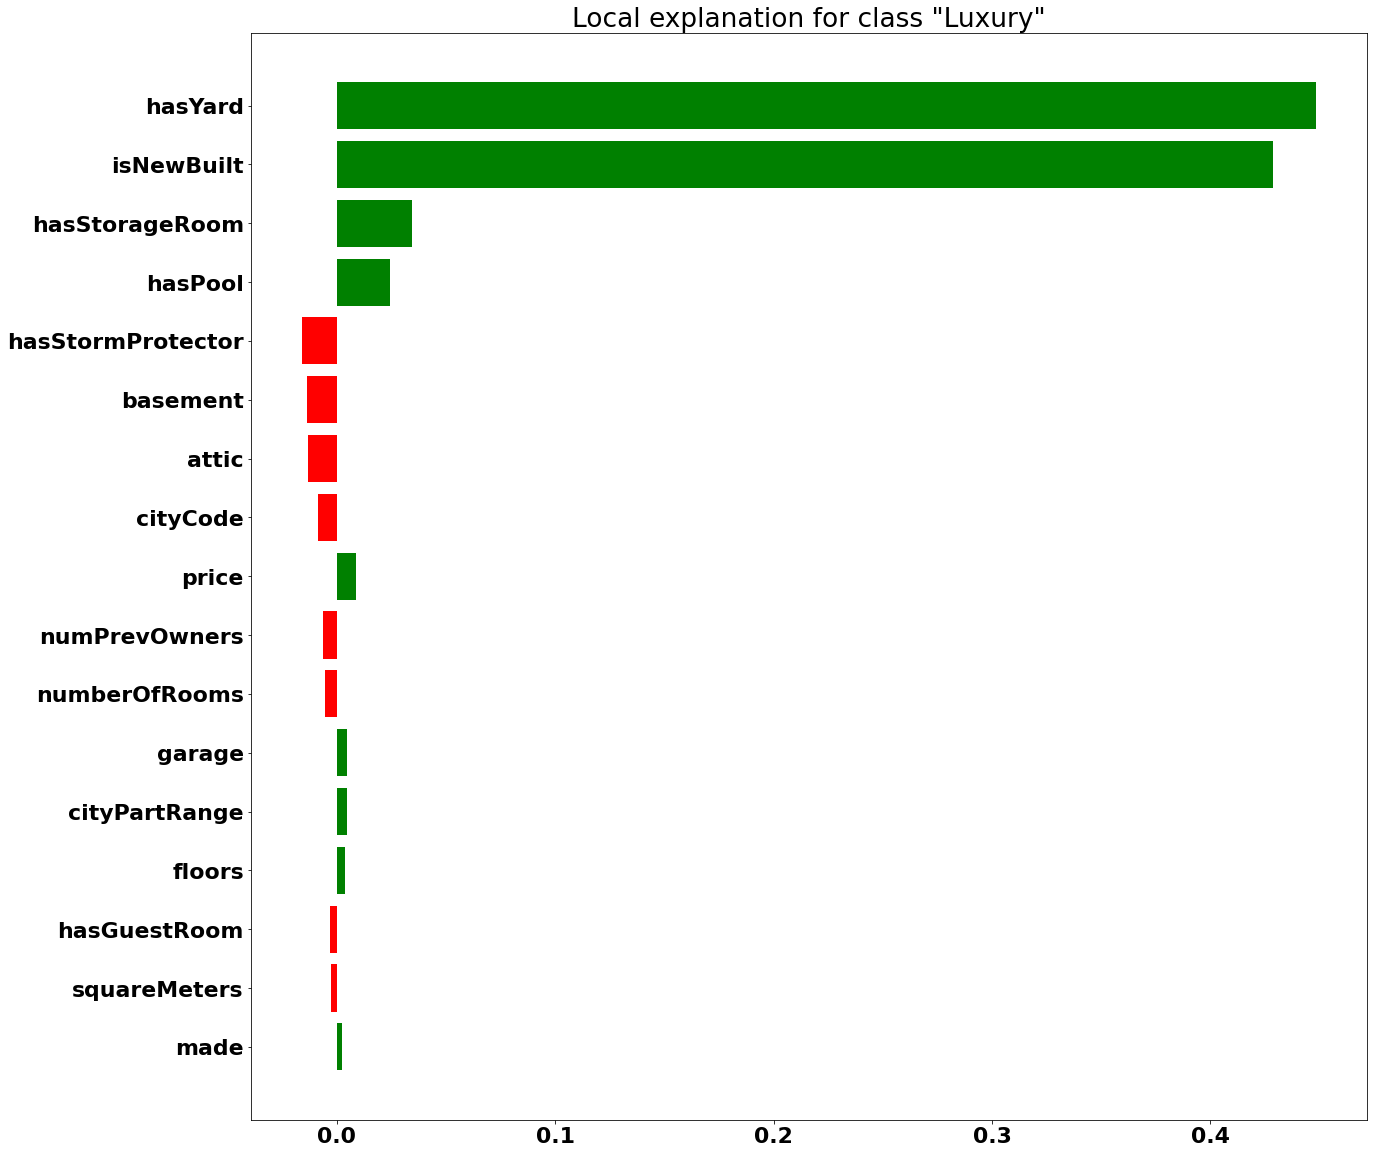 Local explanation for class "Luxury"
hasYard
isNewBuilt
hasStorageRoom
hasPool
hasStormProtector
basement
attic
cityCode
price
numPrevOwners
numberOfRooms
garage
cityPartRange
floors
hasGuestRoom
squareMeters
made
0.0 0.1 0.2 0.3 0.4